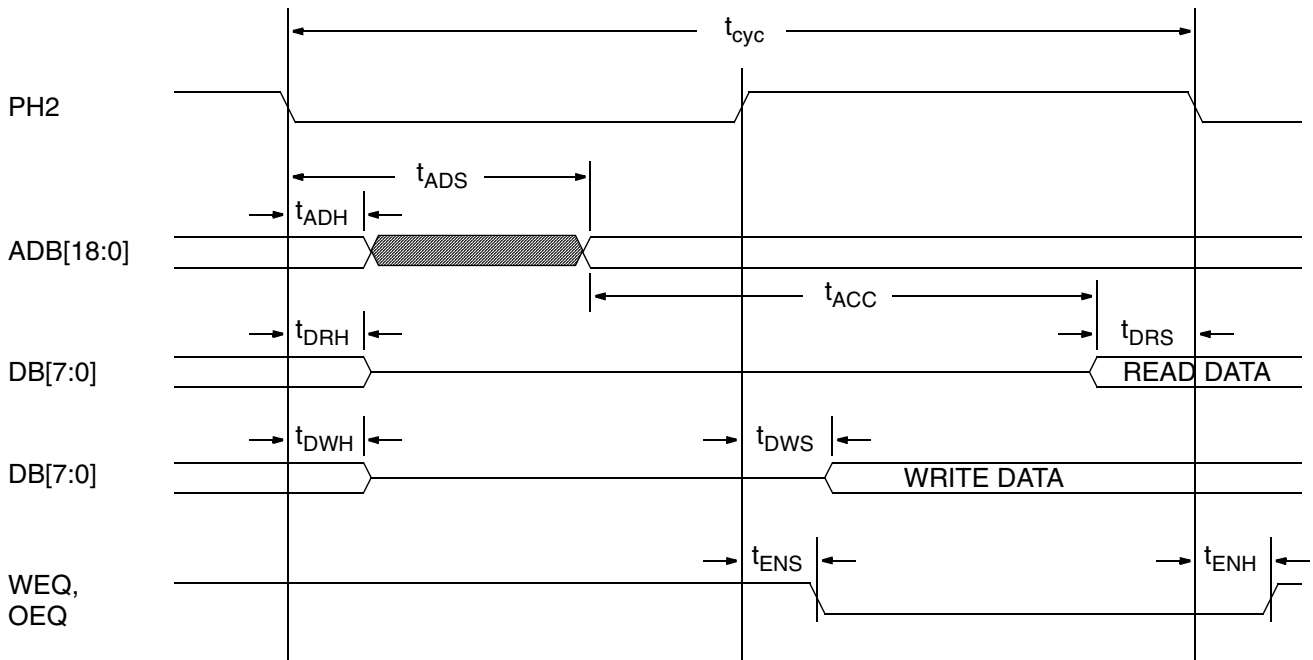 tcyc
PH2
tADS
tADH
ADB[18:0]
tACC
tDRH
tDRS
DB[7:0]
READ DATA
tDWH
tDWS
DB[7:0]
WRITE DATA
tENS
tENH
WEQ,
OEQ